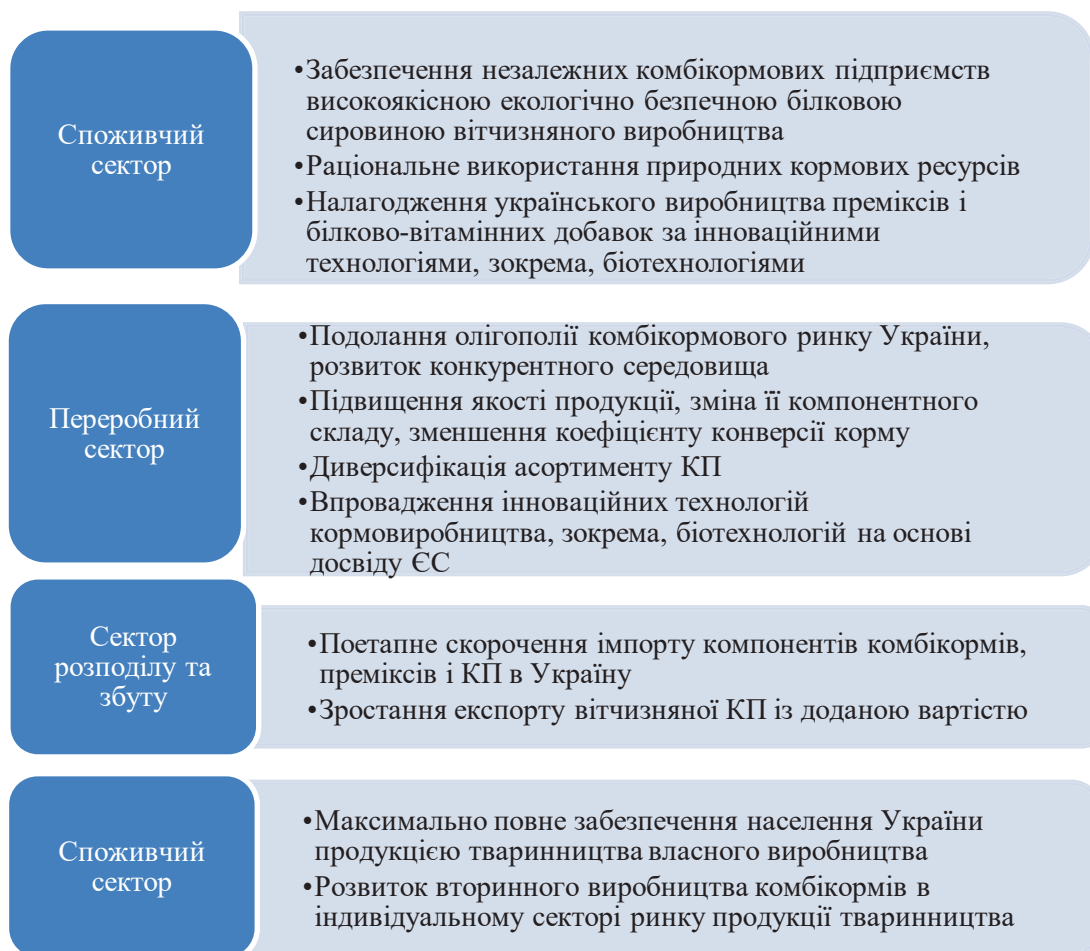 Споживчий
сектор
•Забезпечення незалежних комбікормових підприємств
високоякісною екологічно безпечною білковою
сировиною вітчизняного виробництва
•Раціональне використання природних кормових ресурсів
•Налагодження українського виробництва преміксів і
білково-вітамінних добавок за інноваційними
технологіями, зокрема, біотехнологіями
Переробний
сектор
•Подолання олігополії комбікормового ринку України,
розвиток конкурентного середовища
•Підвищення якості продукції, зміна її компонентного
складу, зменшення коефіцієнту конверсії корму
•Диверсифікація асортименту КП
•Впровадження інноваційних технологій
кормовиробництва, зокрема, біотехнологій на основі
досвіду ЄС
Сектор
розподілу та
збуту
•Поетапне скорочення імпорту компонентів комбікормів,
преміксів і КП в Україну
•Зростання експорту вітчизняної КП із доданою вартістю
Споживчий
сектор
•Максимально повне забезпечення населення України
продукцією тваринництва власного виробництва
•Розвиток вторинного виробництва комбікормів в
індивідуальному секторі ринку продукції тваринництва